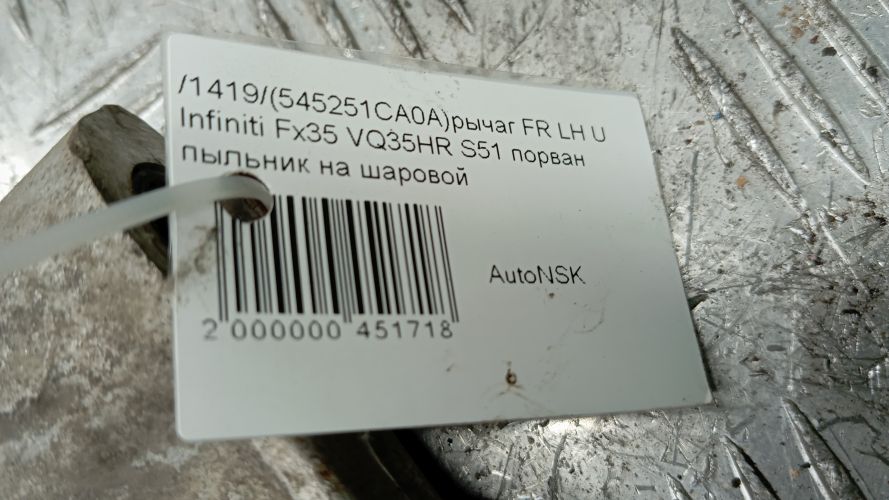 /1419/(545251CA0A)рычаг FR LH U
Infiniti Fx35 VQ35HR S51 порван
пыльник на шаровой
AutoNSK
2 000000 451718